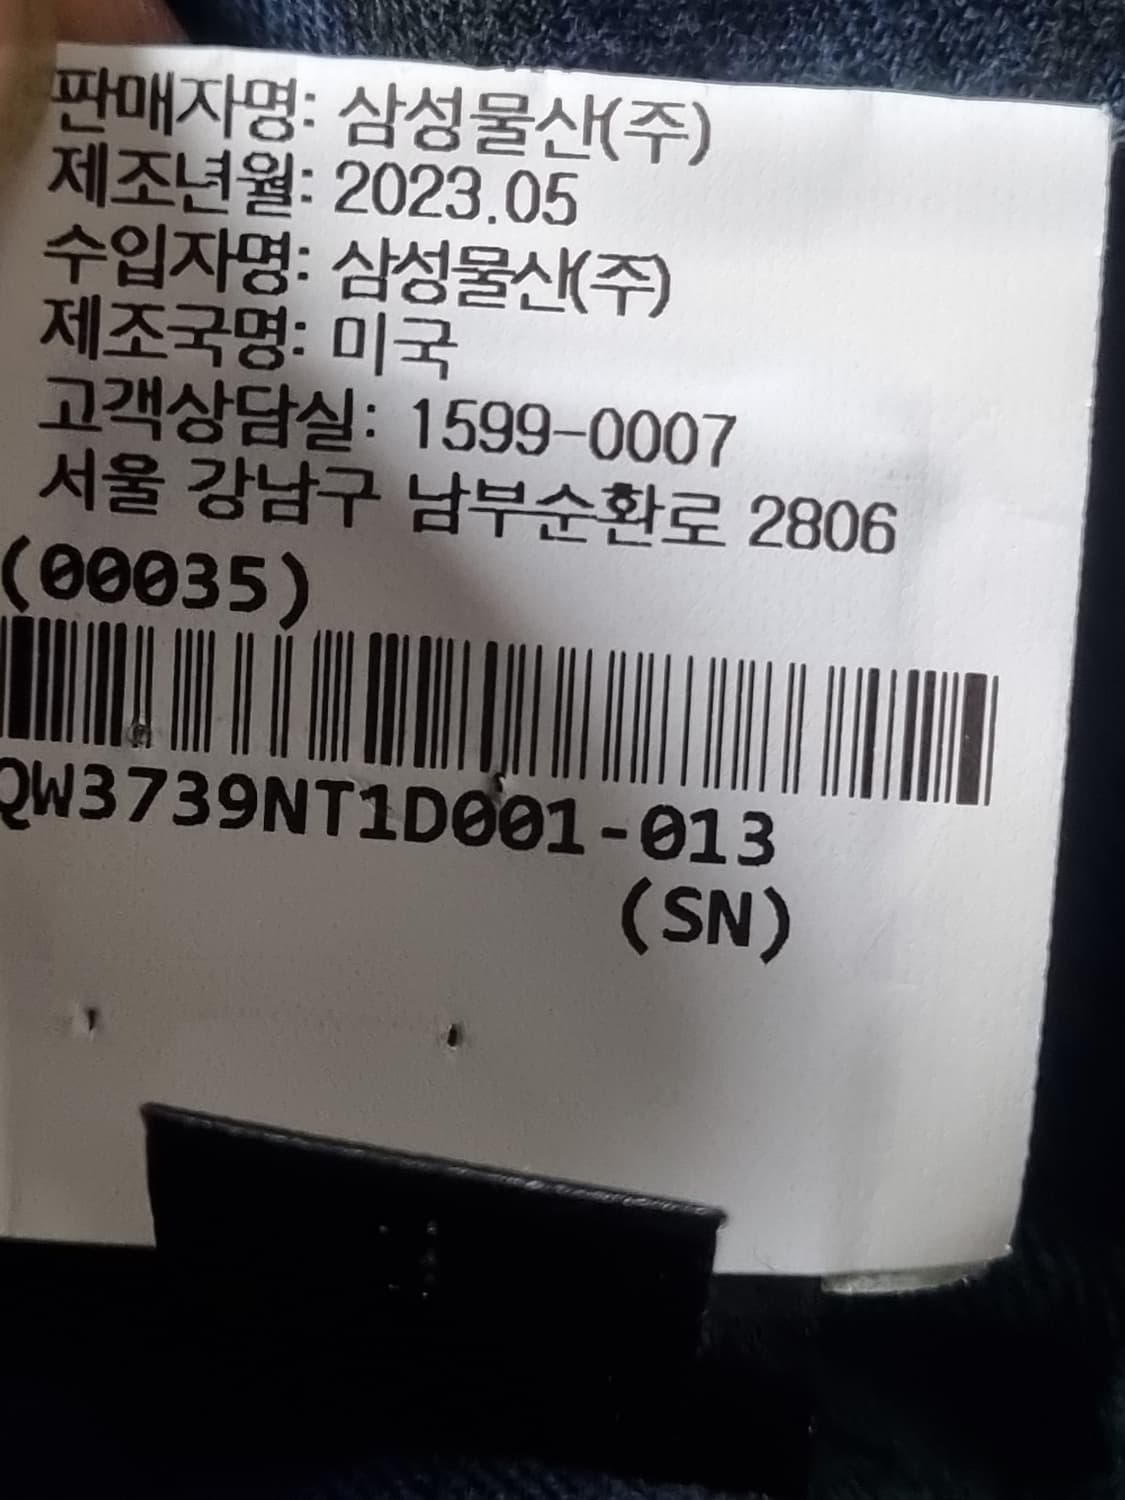 판매자명: 삼성물산(주)
제조년월: 2023.05
수입자명: 삼성물산(주)
제조국명: 미국
고객상담실: 1599-0007
서울 강남구 남부순환로 2806
(00035)
QW3739NT1D001-013
(SN)